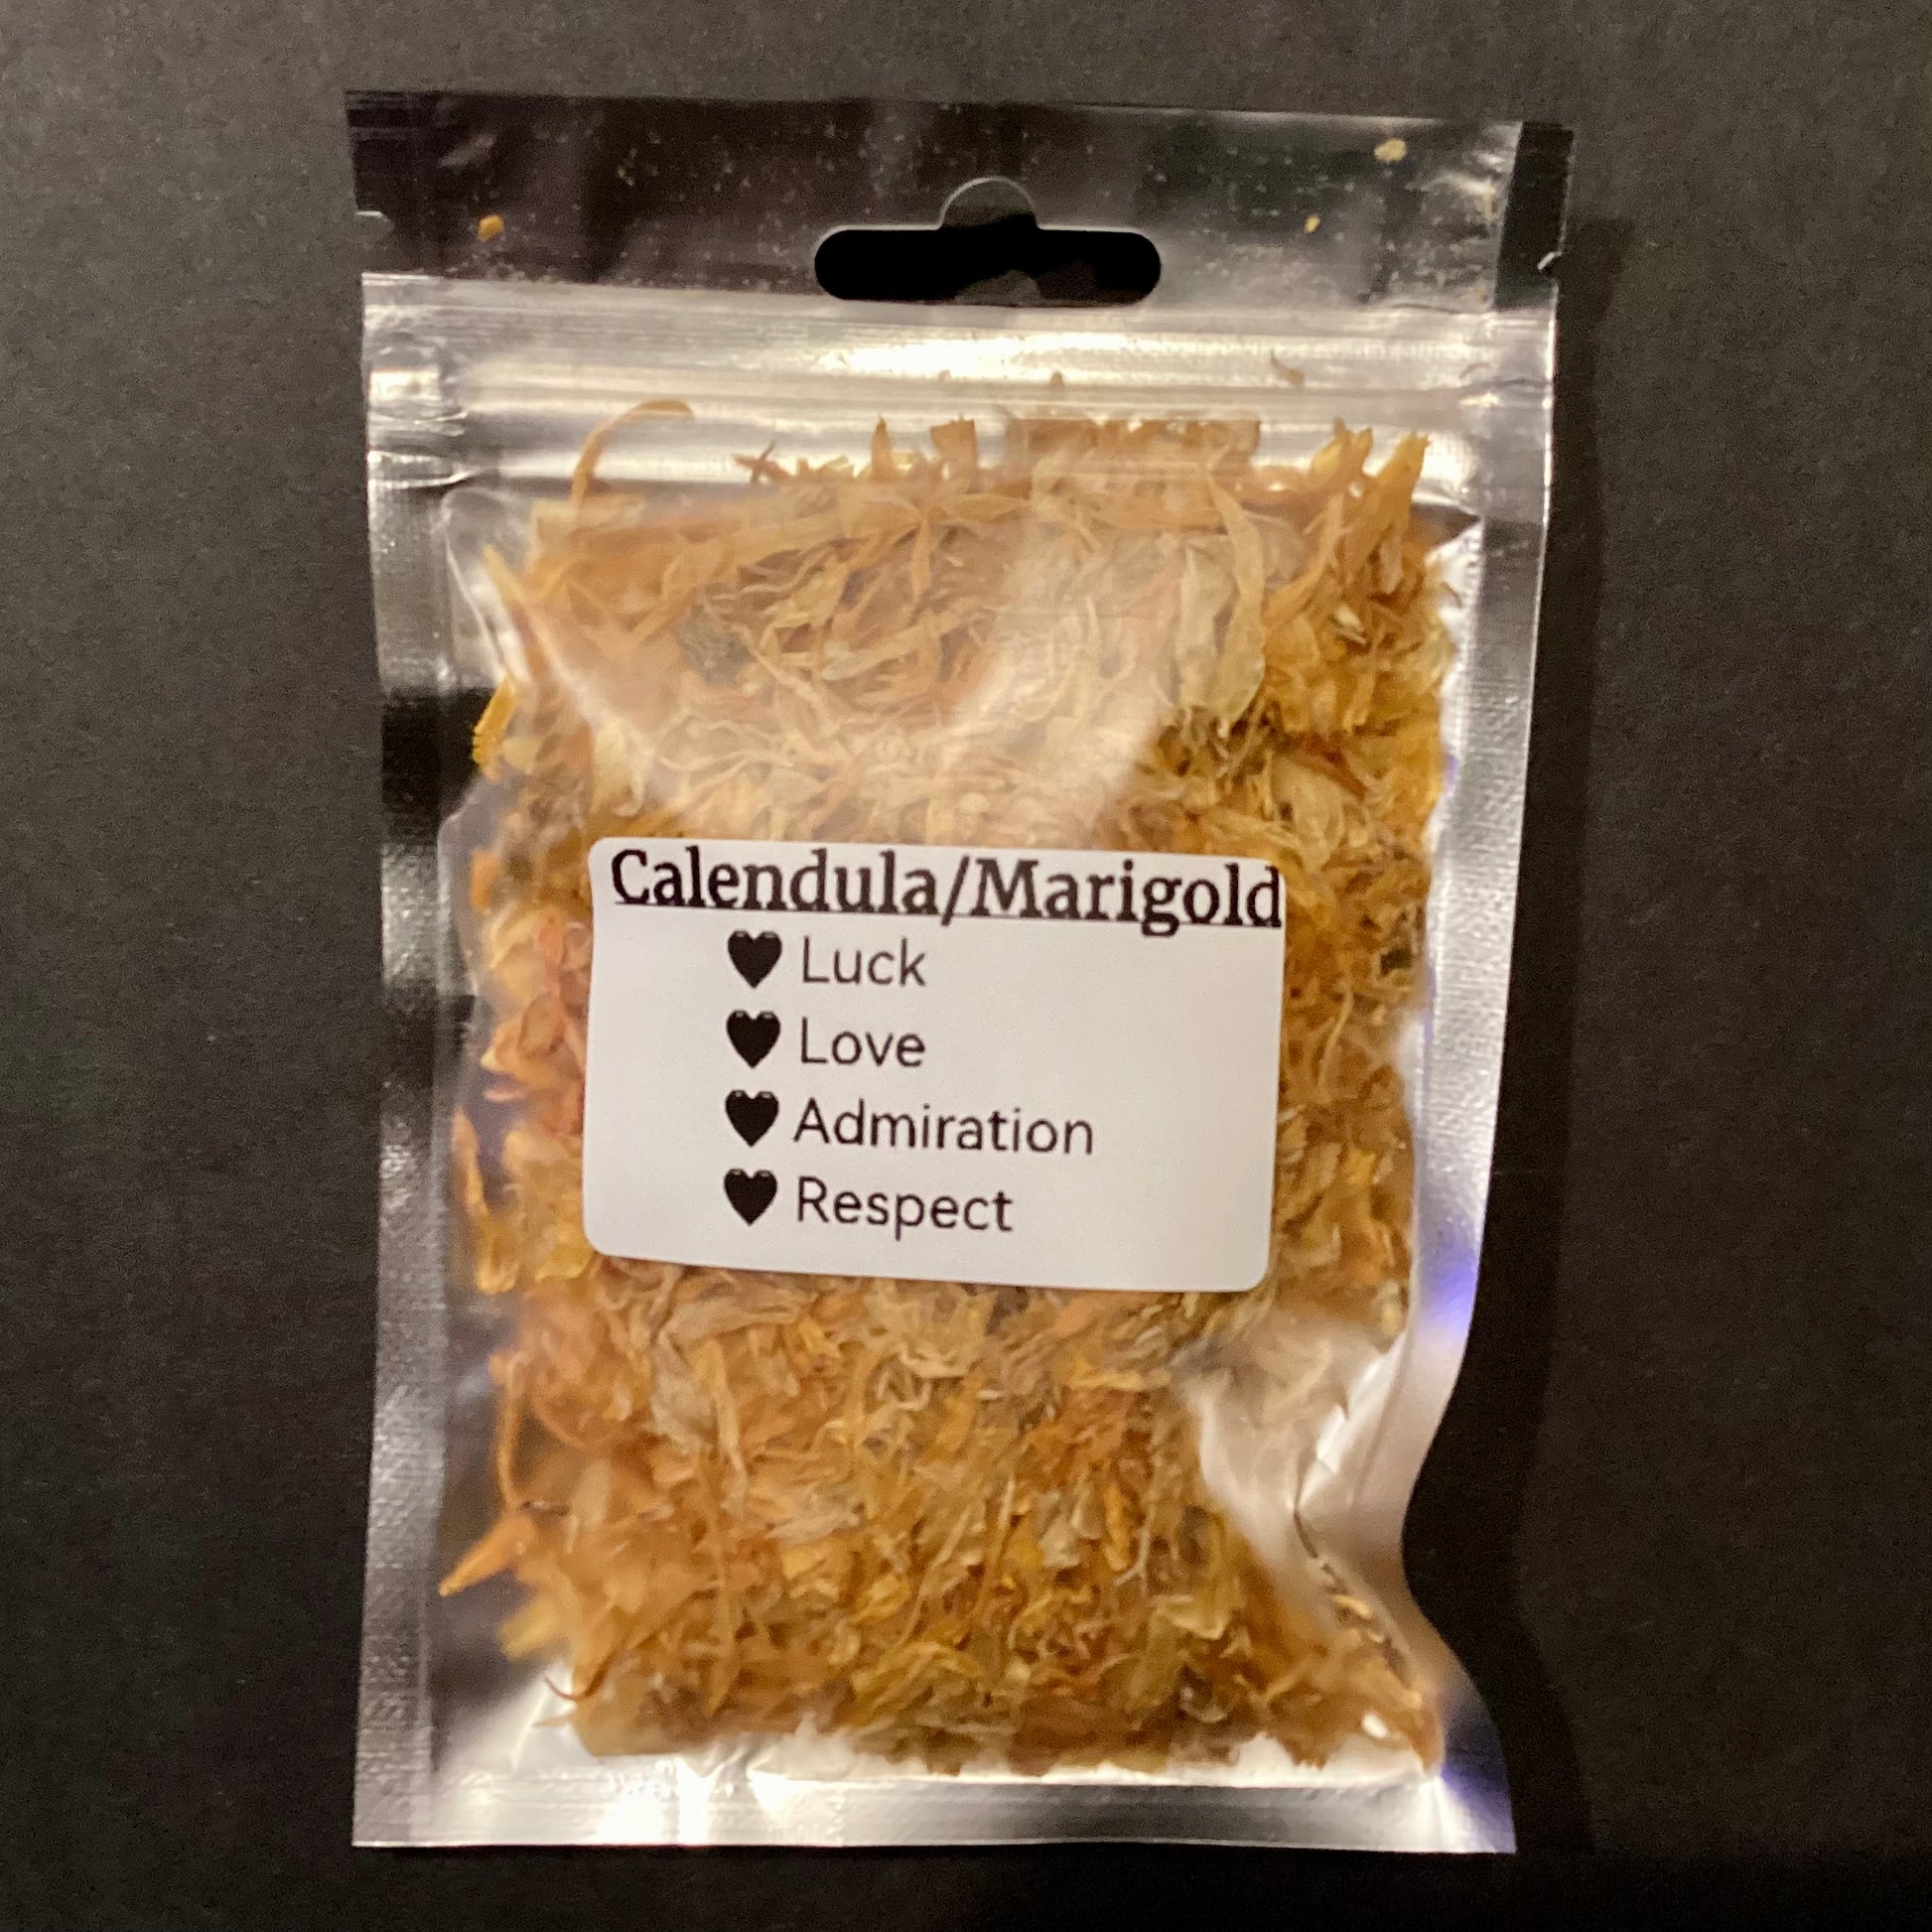 Calendula/Marigold
🖤 Luck
🖤 Love
🖤 Admiration
🖤 Respect